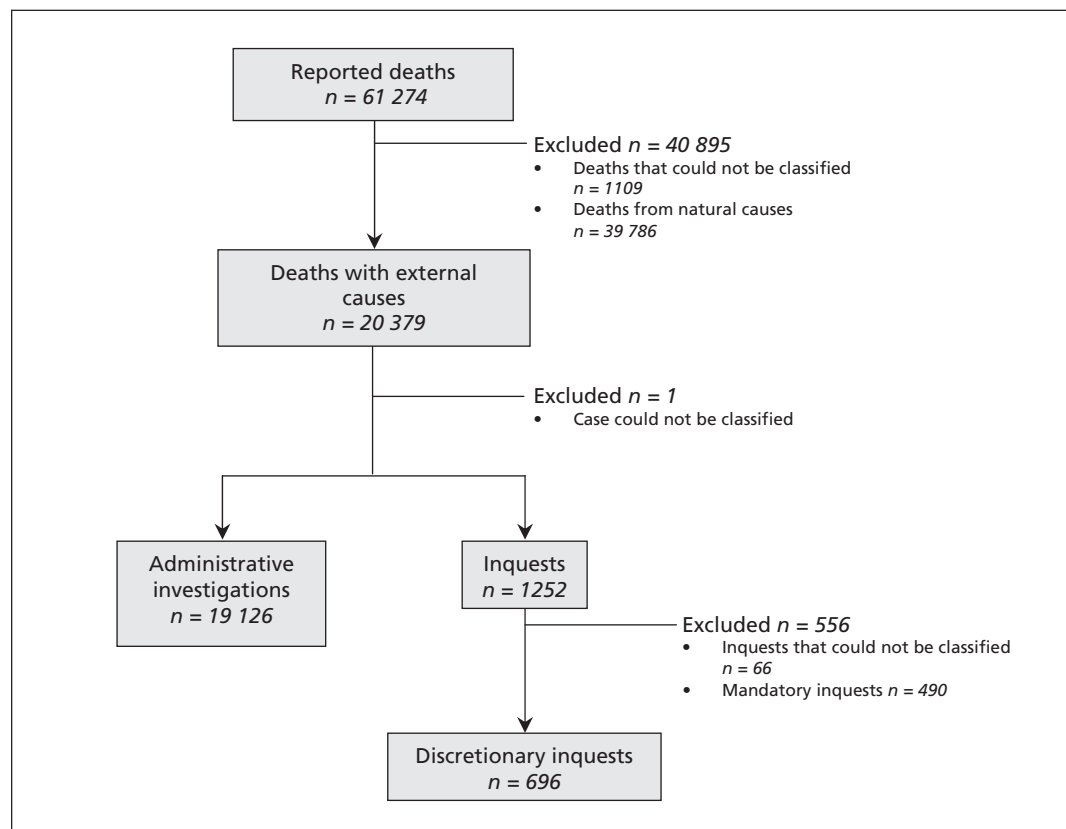 Reported deaths
n = 61 274
Excluded n = 40 895
• Deaths that could not be classified
n = 1109
• Deaths from natural causes
n = 39 786
Deaths with external
causes
n = 20 379
Excluded n = 1
• Case could not be classified
Administrative
investigations
n = 19 126
Inquests
n = 1252
Excluded n = 556
• Inquests that could not be classified
n = 66
• Mandatory inquests n = 490
Discretionary inquests
n = 696